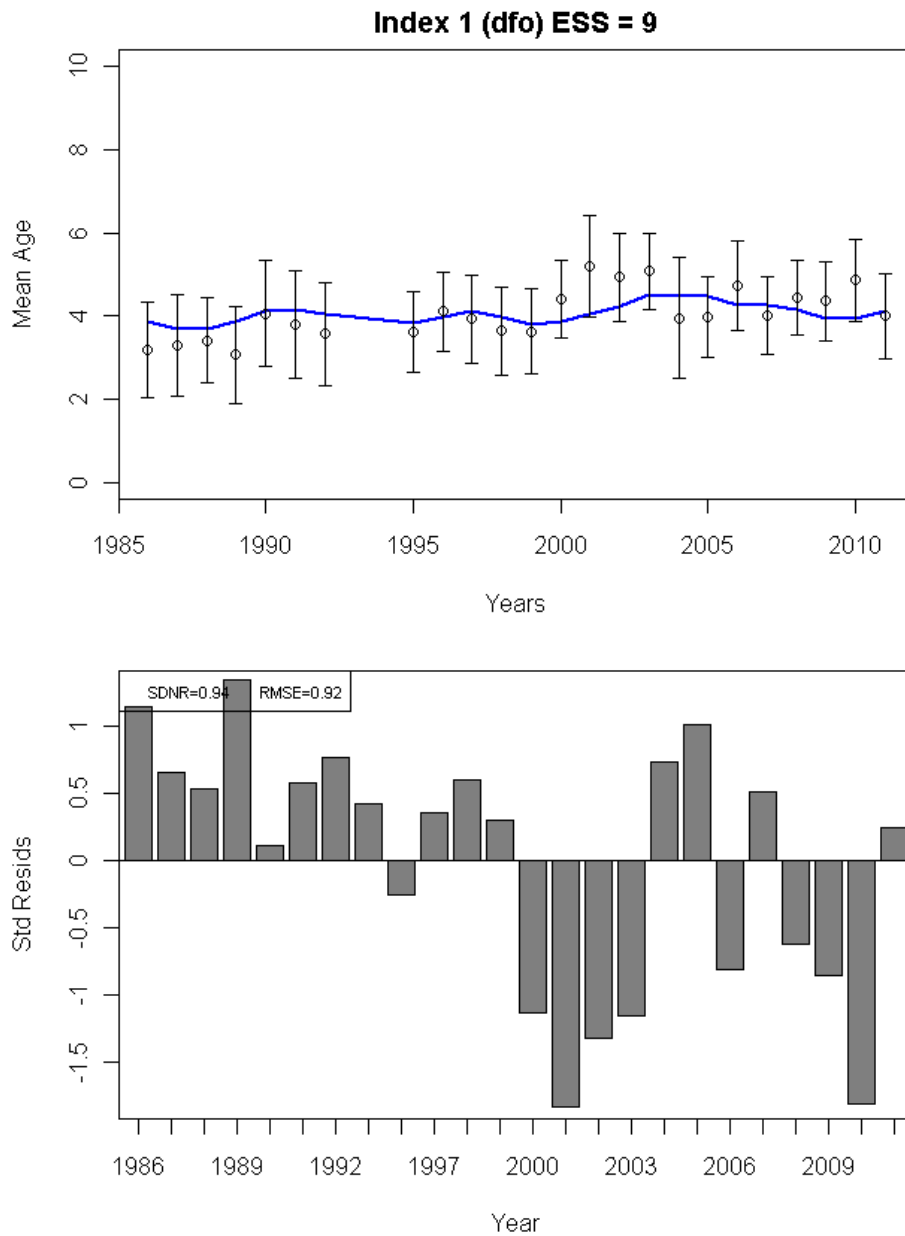 Index 1 (dfo) ESS = 9
10
8
6
4
2
0
Mean Age
1985 1990 1995 2000 2005 2010
Years
SDNR=0.94 RMSE=0.92
1
0.5
0
-0.5
-1
-1.5
Std Resids
1986 1989 1992 1997 2000 2003 2006 2009
Year